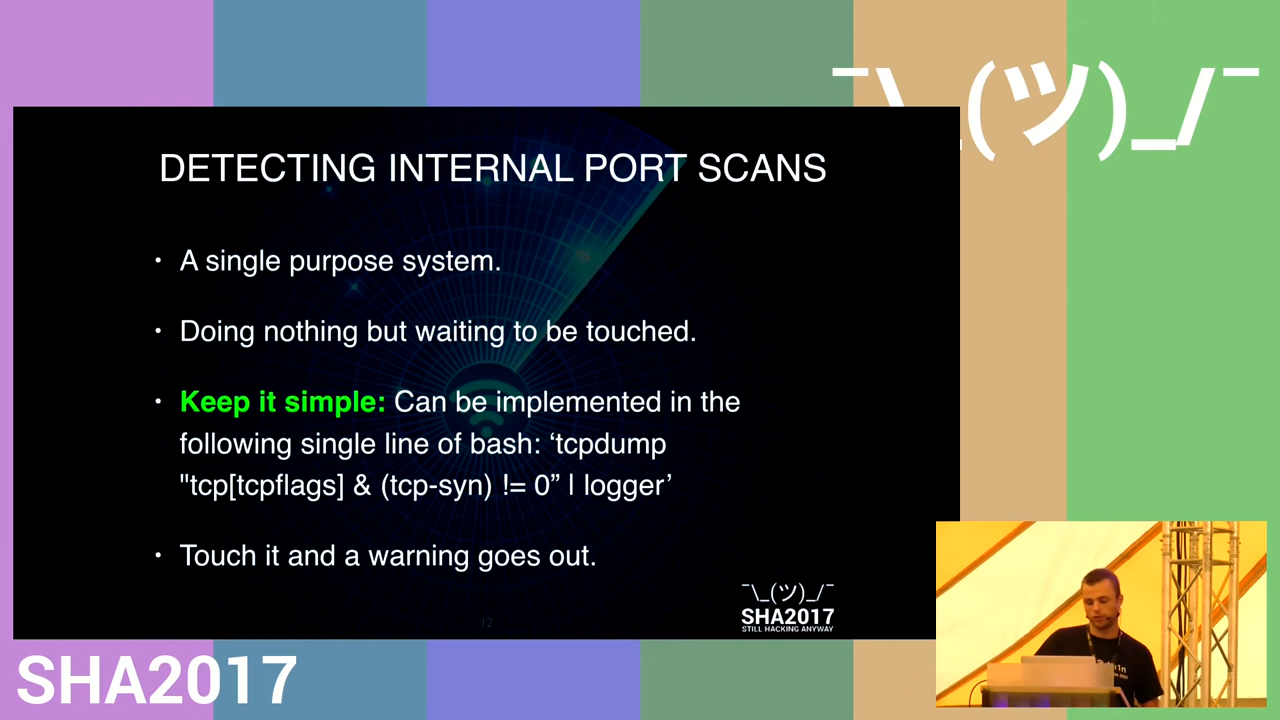 ¯\_(ツ)_/¯
DETECTING INTERNAL PORT SCANS
• A single purpose system.
• Doing nothing but waiting to be touched.
• Keep it simple: Can be implemented in the
following single line of bash: ‘tcpdump
"tcp[tcpflags] & (tcp-syn) != 0” | logger’
• Touch it and a warning goes out.
¯\_(ツ)_/¯
SHA2017
STILL HACKING ANYWAY
12
SHA2017